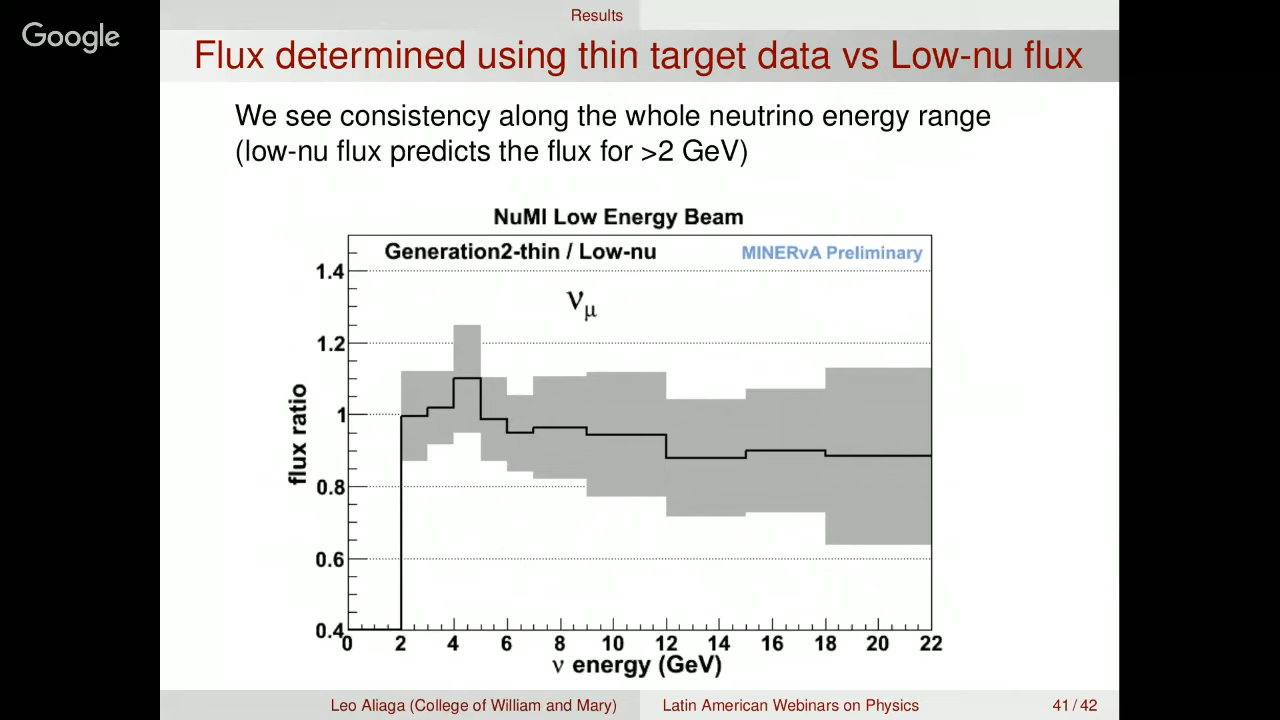 Google
Results
Flux determined using thin target data vs Low-nu flux
We see consistency along the whole neutrino energy range
(low-nu flux predicts the flux for >2 GeV)
NuMI Low Energy Beam
Generation2-thin / Low-nu
MINERvA Preliminary
νμ
flux ratio
1.4
1.2
1
0.8
0.6
0.4
0 2 4 6 8 10 12 14 16 18 20 22
ν energy (GeV)
Leo Aliaga (College of William and Mary)
Latin American Webinars on Physics
41 / 42